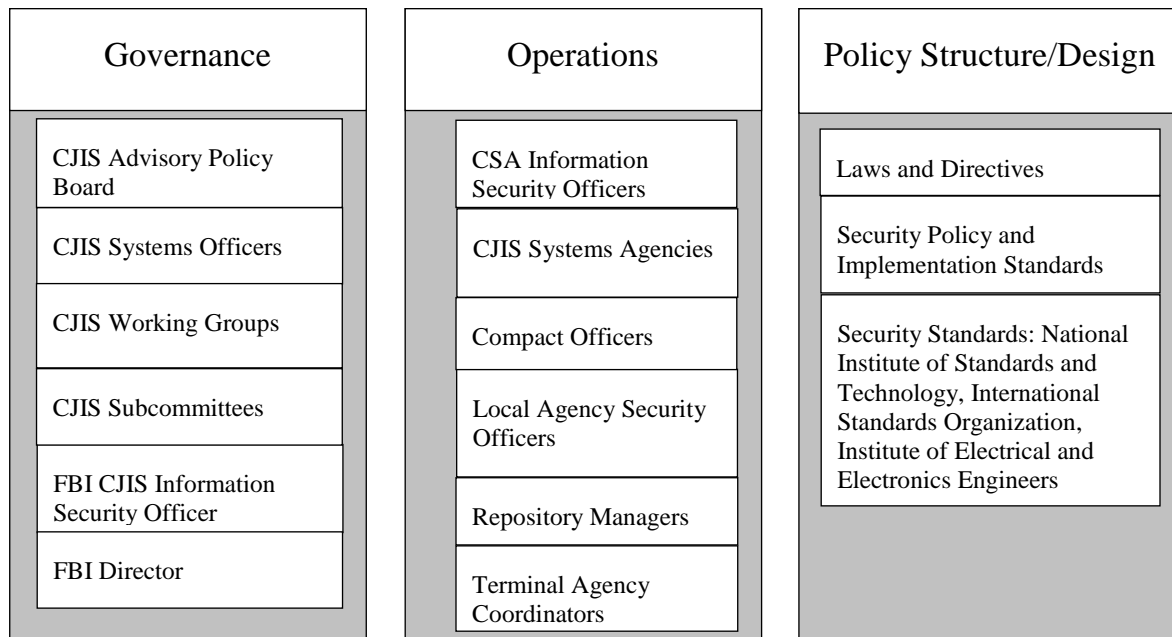 Governance
CJIS Advisory Policy
Board
CJIS Systems Officers
CJIS Working Groups
CJIS Subcommittees
FBI CJIS Information
Security Officer
FBI Director
Operations
CSA Information
Security Officers
CJIS Systems Agencies
Compact Officers
Local Agency Security
Officers
Repository Managers
Terminal Agency
Coordinators
Policy Structure/Design
Laws and Directives
Security Policy and
Implementation Standards
Security Standards: National
Institute of Standards and
Technology, International
Standards Organization,
Institute of Electrical and
Electronics Engineers